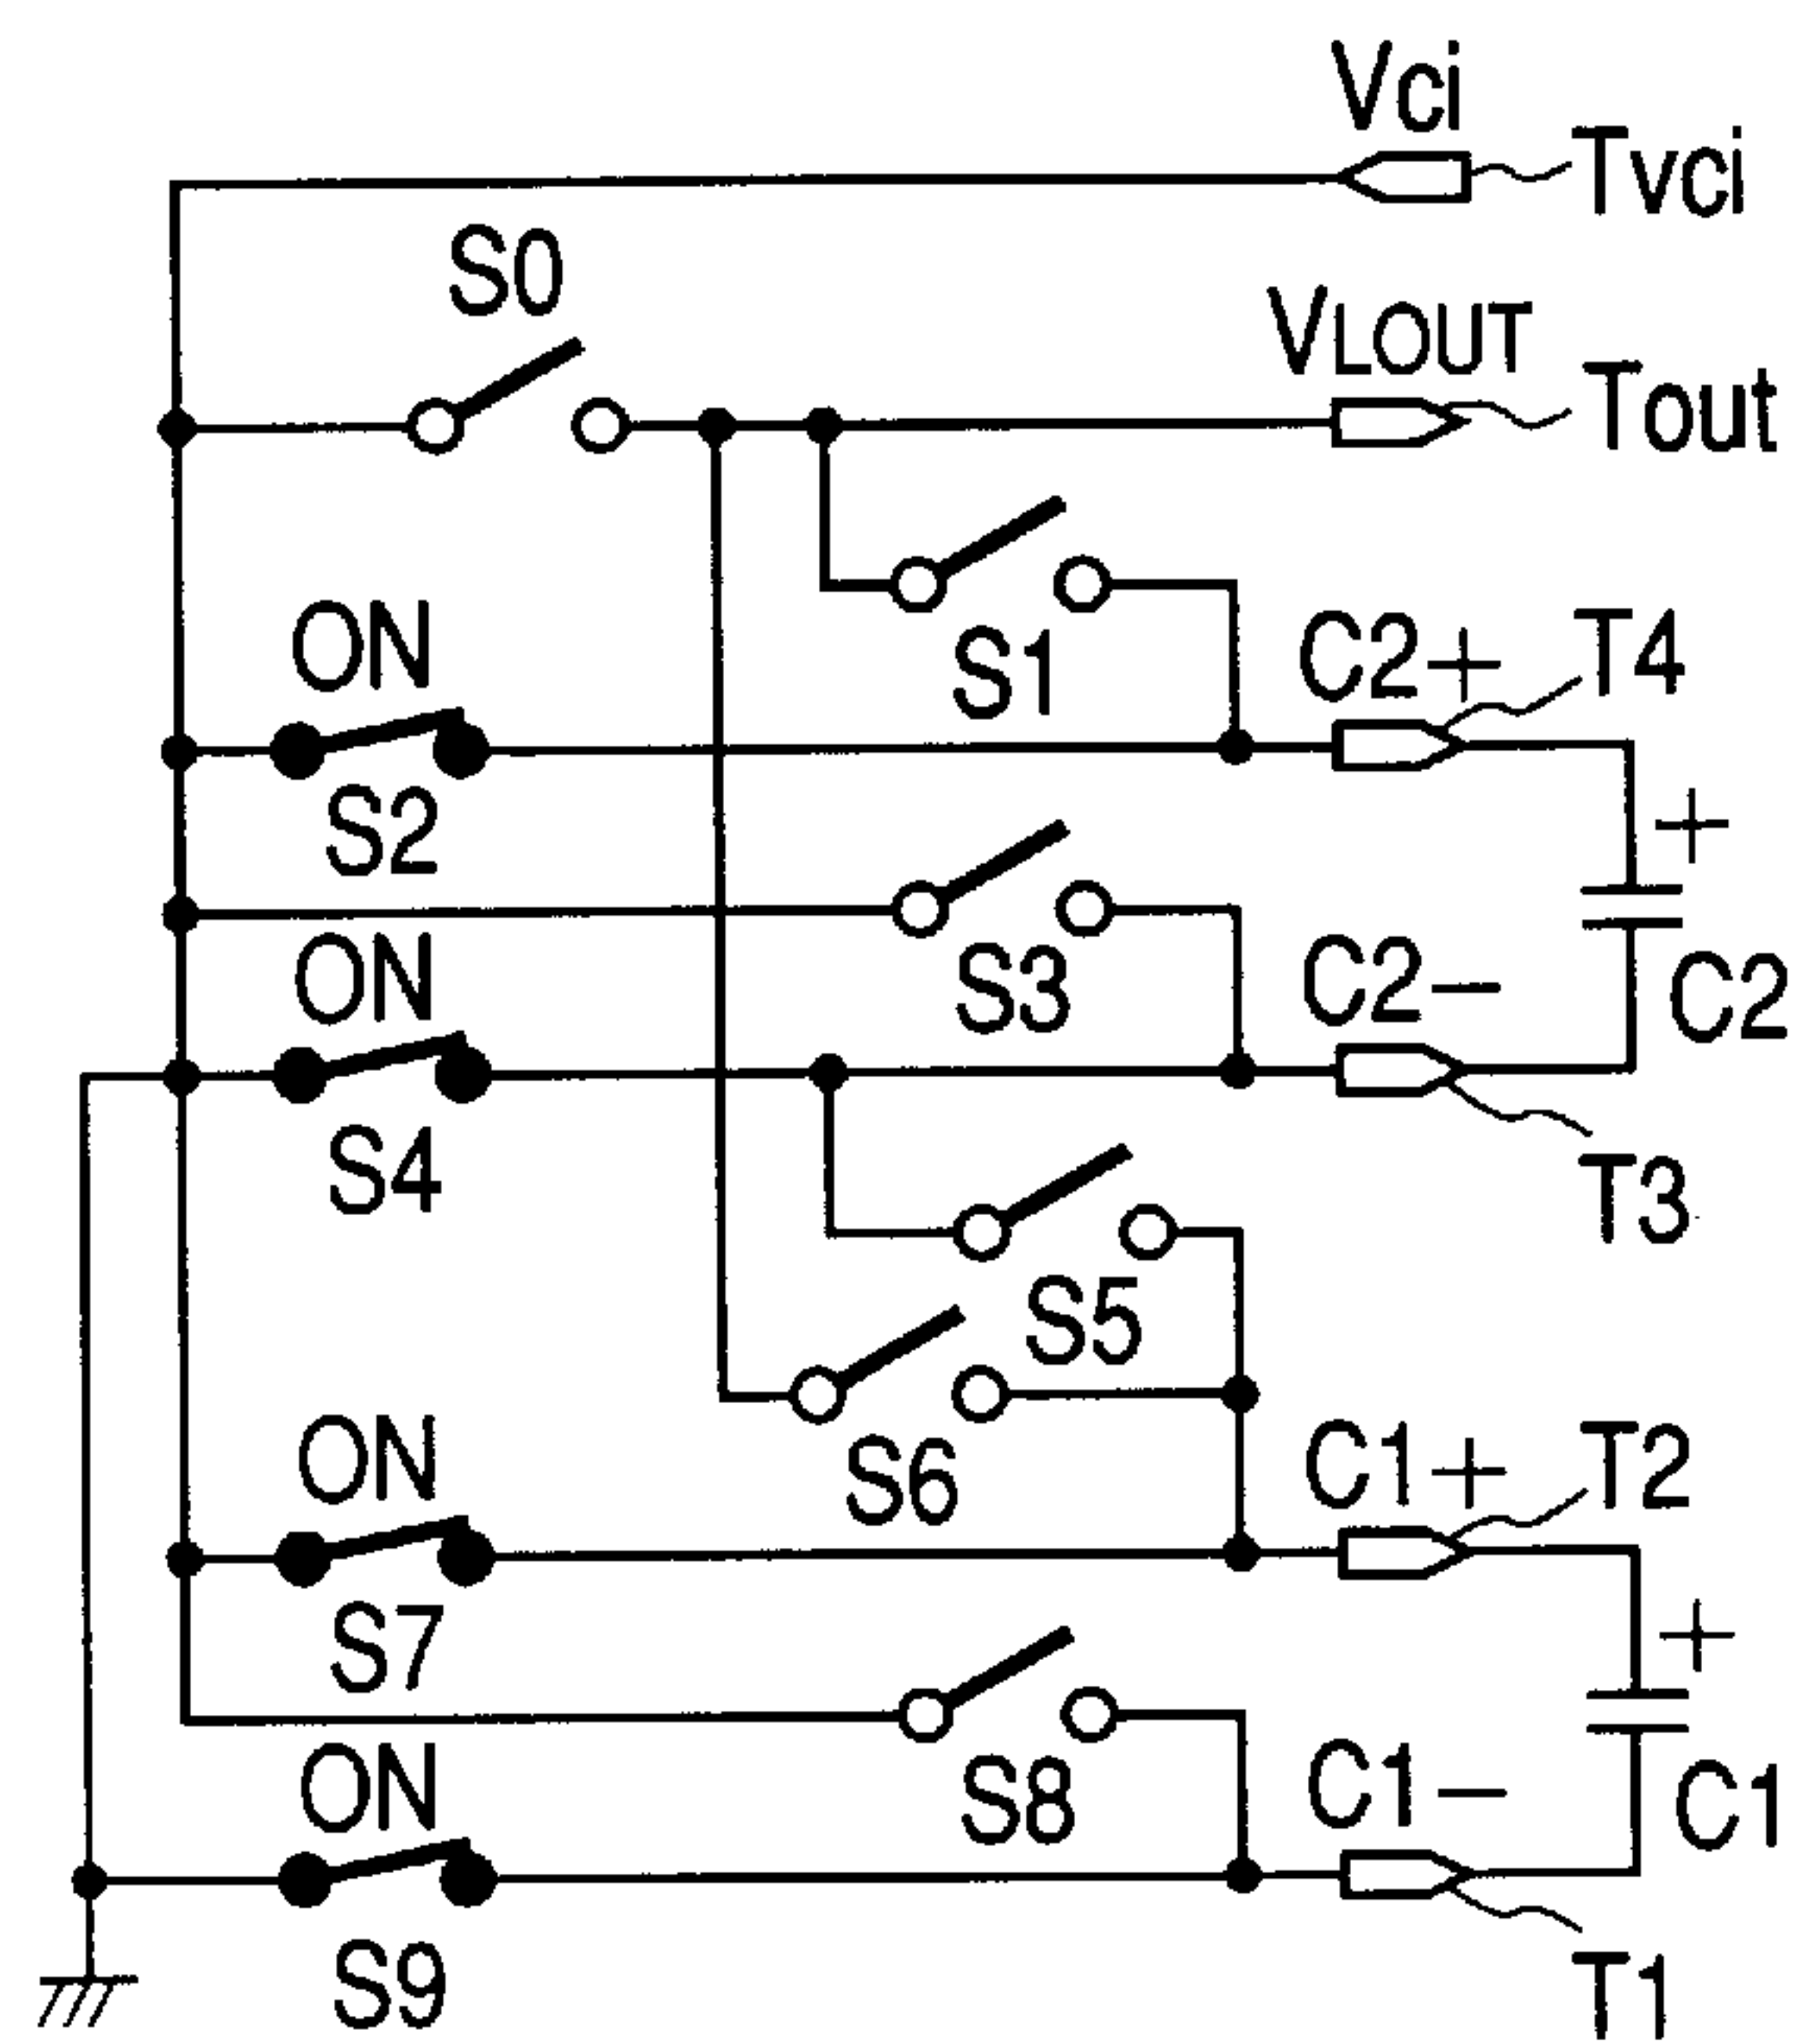 Vci
Tvci
S0
VLOUT
Tout
S1
ON
C2+
T4
S2
+
S3
ON
C2-
C2
S4
T3
S5
S6
ON
C1+
T2
S7
+
S8
ON
C1-
C1
S9
T1